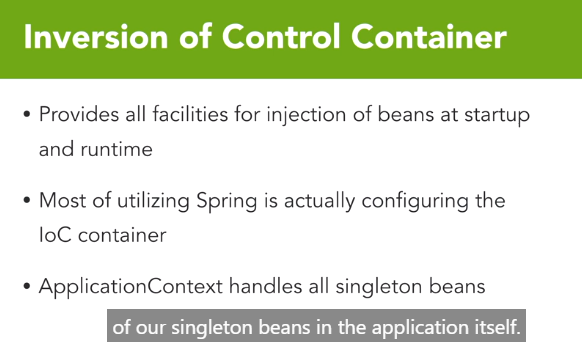 Inversion of Control Container
• Provides all facilities for injection of beans at startup
and runtime
• Most of utilizing Spring is actually configuring the
IoC container
• ApplicationContext handles all singleton beans
of our singleton beans in the application itself.